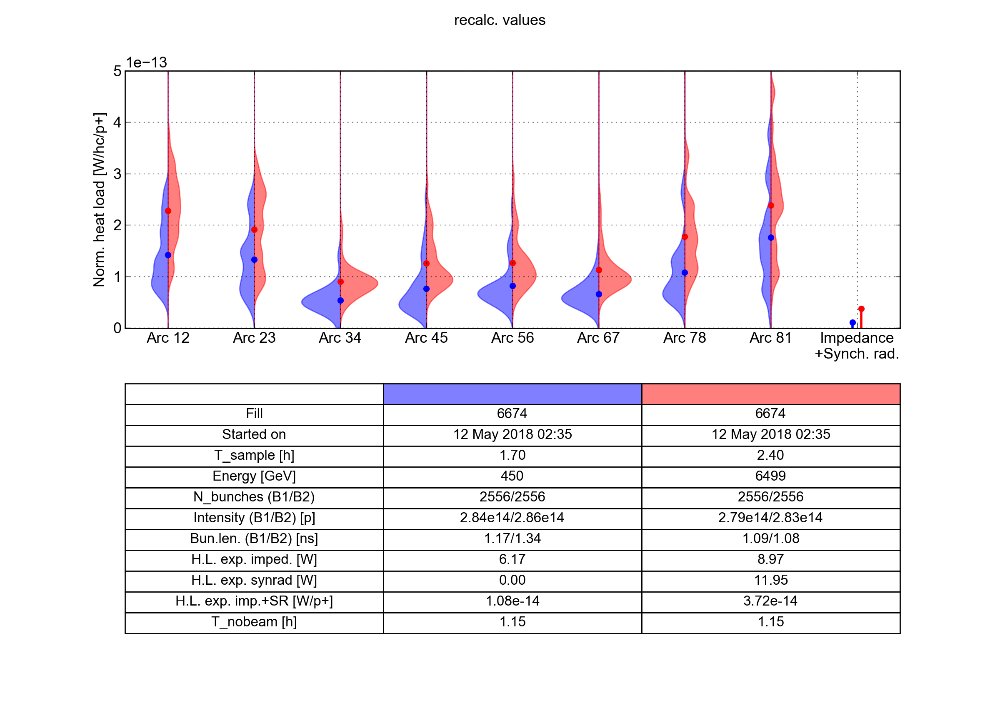 recalc. values
1e−13
5
4
3
2
1
0
Norm. heat load [W/hc/p+]
Arc 12 Arc 23 Arc 34 Arc 45 Arc 56 Arc 67 Arc 78 Arc 81 Impedance
+Synch. rad.
Fill 6674 6674
Started on 12 May 2018 02:35 12 May 2018 02:35
T_sample [h] 1.70 2.40
Energy [GeV] 450 6499
N_bunches (B1/B2) 2556/2556 2556/2556
Intensity (B1/B2) [p] 2.84e14/2.86e14 2.79e14/2.83e14
Bun.len. (B1/B2) [ns] 1.17/1.34 1.09/1.08
H.L. exp. imped. [W] 6.17 8.97
H.L. exp. synrad [W] 0.00 11.95
H.L. exp. imp.+SR [W/p+] 1.08e-14 3.72e-14
T_nobeam [h] 1.15 1.15